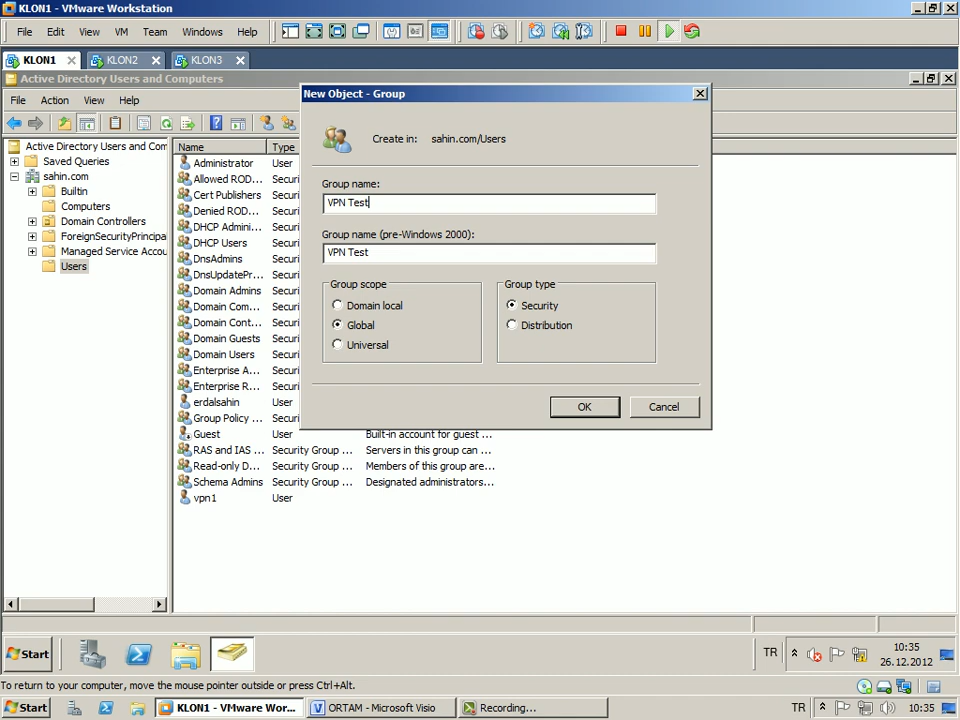 KLON1 - VMware Workstation
File Edit View VM Team Windows Help
KLON1 KLON2 KLON3
Active Directory Users and Computers
File Action View Help
Active Directory Users and Com
Saved Queries
sahin.com
Builtin
Computers
Domain Controllers
ForeignSecurityPrincipa
Managed Service Accou
Users
Name Type
Administrator User
Allowed ROD... Securi
Cert Publishers Securi
Denied ROD... Securi
DHCP Admini... Securi
DHCP Users Securi
DnsAdmins Securi
DnsUpdatePr... Securi
Domain Admins Securi
Domain Com... Securi
Domain Cont... Securi
Domain Guests Securi
Domain Users Securi
Enterprise A... Securi
Enterprise R... Securi
erdalsahin User
Group Policy ... Securi
Guest User Built-in account for guest ...
RAS and IAS ... Security Group ... Servers in this group can ...
Read-only D... Security Group ... Members of this group are...
Schema Admins Security Group ... Designated administrators...
vpn1 User
New Object - Group
Create in: sahin.com/Users
Group name:
VPN Test
Group name (pre-Windows 2000):
VPN Test
Group scope
Domain local
Global
Universal
Group type
Security
Distribution
OK Cancel
Start TR 10:35
26.12.2012
To return to your computer, move the mouse pointer outside or press Ctrl+Alt.
Start KLON1 - VMware Wor... ORTAM - Microsoft Visio Recording... TR 10:35